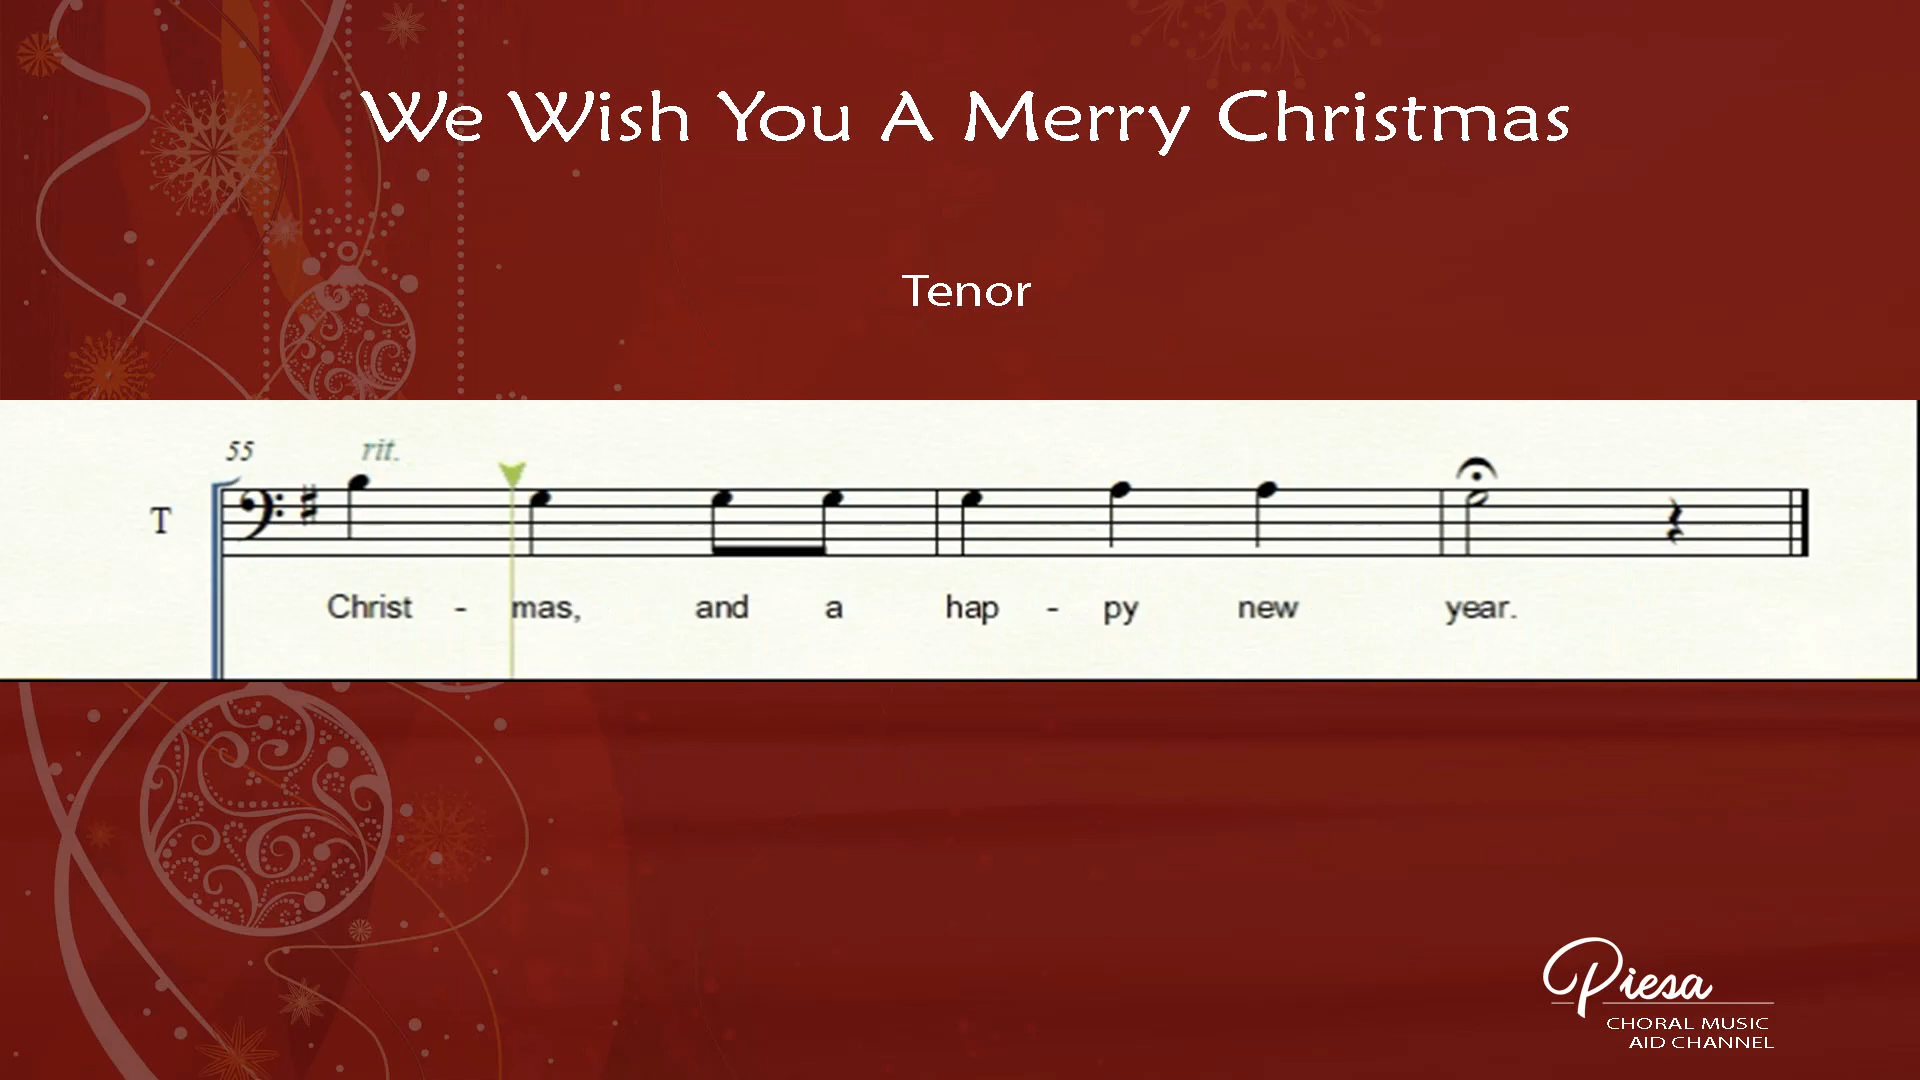 We Wish You A Merry Christmas
Tenor
55 rit.
T
Christ - mas, and a hap - py new year.
Piesa
CHORAL MUSIC
AID CHANNEL